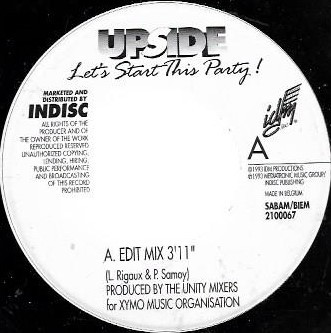 UPSIDE
Let's Start This Party!
MARKETED AND
DISTRIBUTED BY
INDISC
ALL RIGHTS OF THE
PRODUCER AND OF
THE OWNER OF THE WORK
REPRODUCED RESERVED
UNAUTHORIZED COPYING,
LENDING, HIRING,
PUBLIC PERFORMANCE
AND BROADCASTING
OF THIS RECORD
PROHIBITED
idm
A
©1993 IDM PRODUCTIONS
℗1993 MEDIATRONIC MUSIC GROUP/
INDISC PUBLISHING
MADE IN BELGIUM
SABAM/BIEM
2100067
A. EDIT MIX 3'11"
(L. Rigaux & P. Samoy)
PRODUCED BY THE UNITY MIXERS
for XYMO MUSIC ORGANISATION